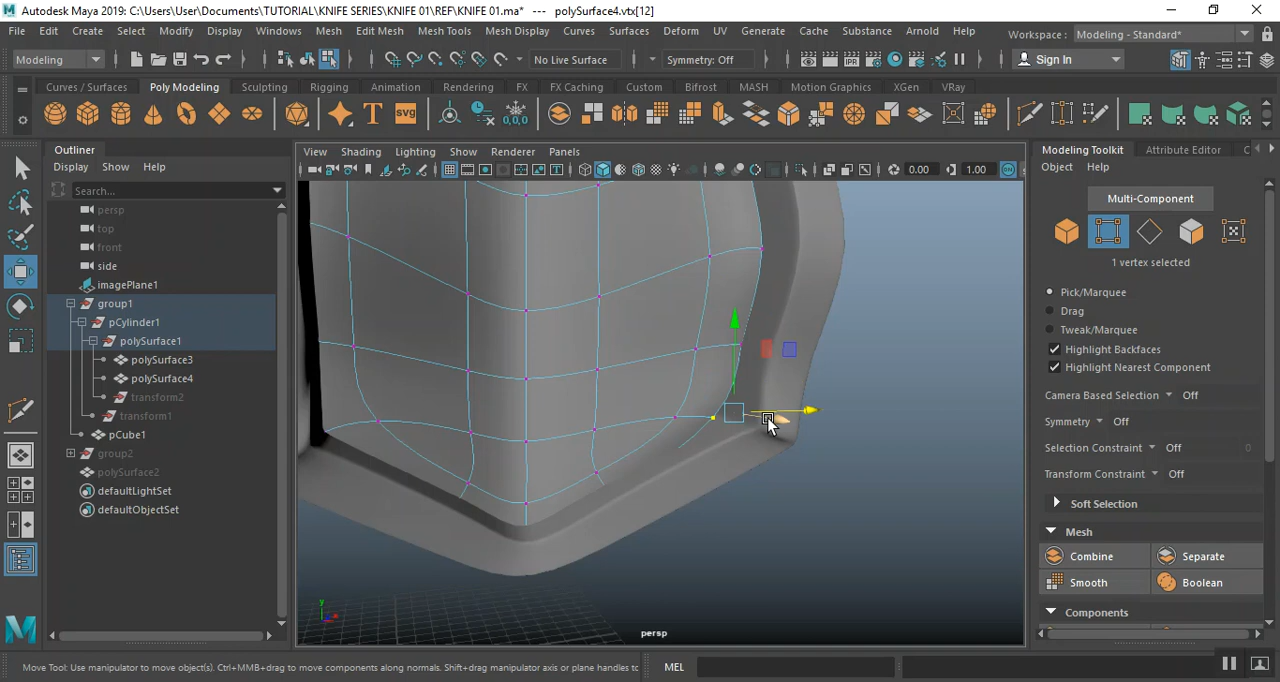 Autodesk Maya 2019: C:\Users\User\Documents\TUTORIAL\KNIFE SERIES\KNIFE 01\REF\KNIFE 01.ma* --- polySurface4.vtx[12]
File Edit Create Select Modify Display Windows Mesh Edit Mesh Mesh Tools Mesh Display Curves Surfaces Deform UV Generate Cache Substance Arnold Help Workspace : Modeling - Standard*
Modeling No Live Surface Symmetry: Off Sign In
Curves / Surfaces Poly Modeling Sculpting Rigging Animation Rendering FX FX Caching Custom Bifrost MASH Motion Graphics XGen VRay
T SVG 0,0,0
Outliner
Display Show Help
Search...
persp
top
front
side
imagePlane1
group1
pCylinder1
polySurface1
polySurface3
polySurface4
transform2
transform1
pCube1
group2
polySurface2
defaultLightSet
defaultObjectSet
View Shading Lighting Show Renderer Panels
0.00 1.00
persp
Modeling Toolkit Attribute Editor C
Object Help
Multi-Component
1 vertex selected
Pick/Marquee
Drag
Tweak/Marquee
Highlight Backfaces
Highlight Nearest Component
Camera Based Selection Off
Symmetry Off
Selection Constraint Off 0
Transform Constraint Off
Soft Selection
Mesh
Combine Separate
Smooth Boolean
Components
Move Tool: Use manipulator to move object(s). Ctrl+MMB+drag to move components along normals. Shift+drag manipulator axis or plane handles to
MEL